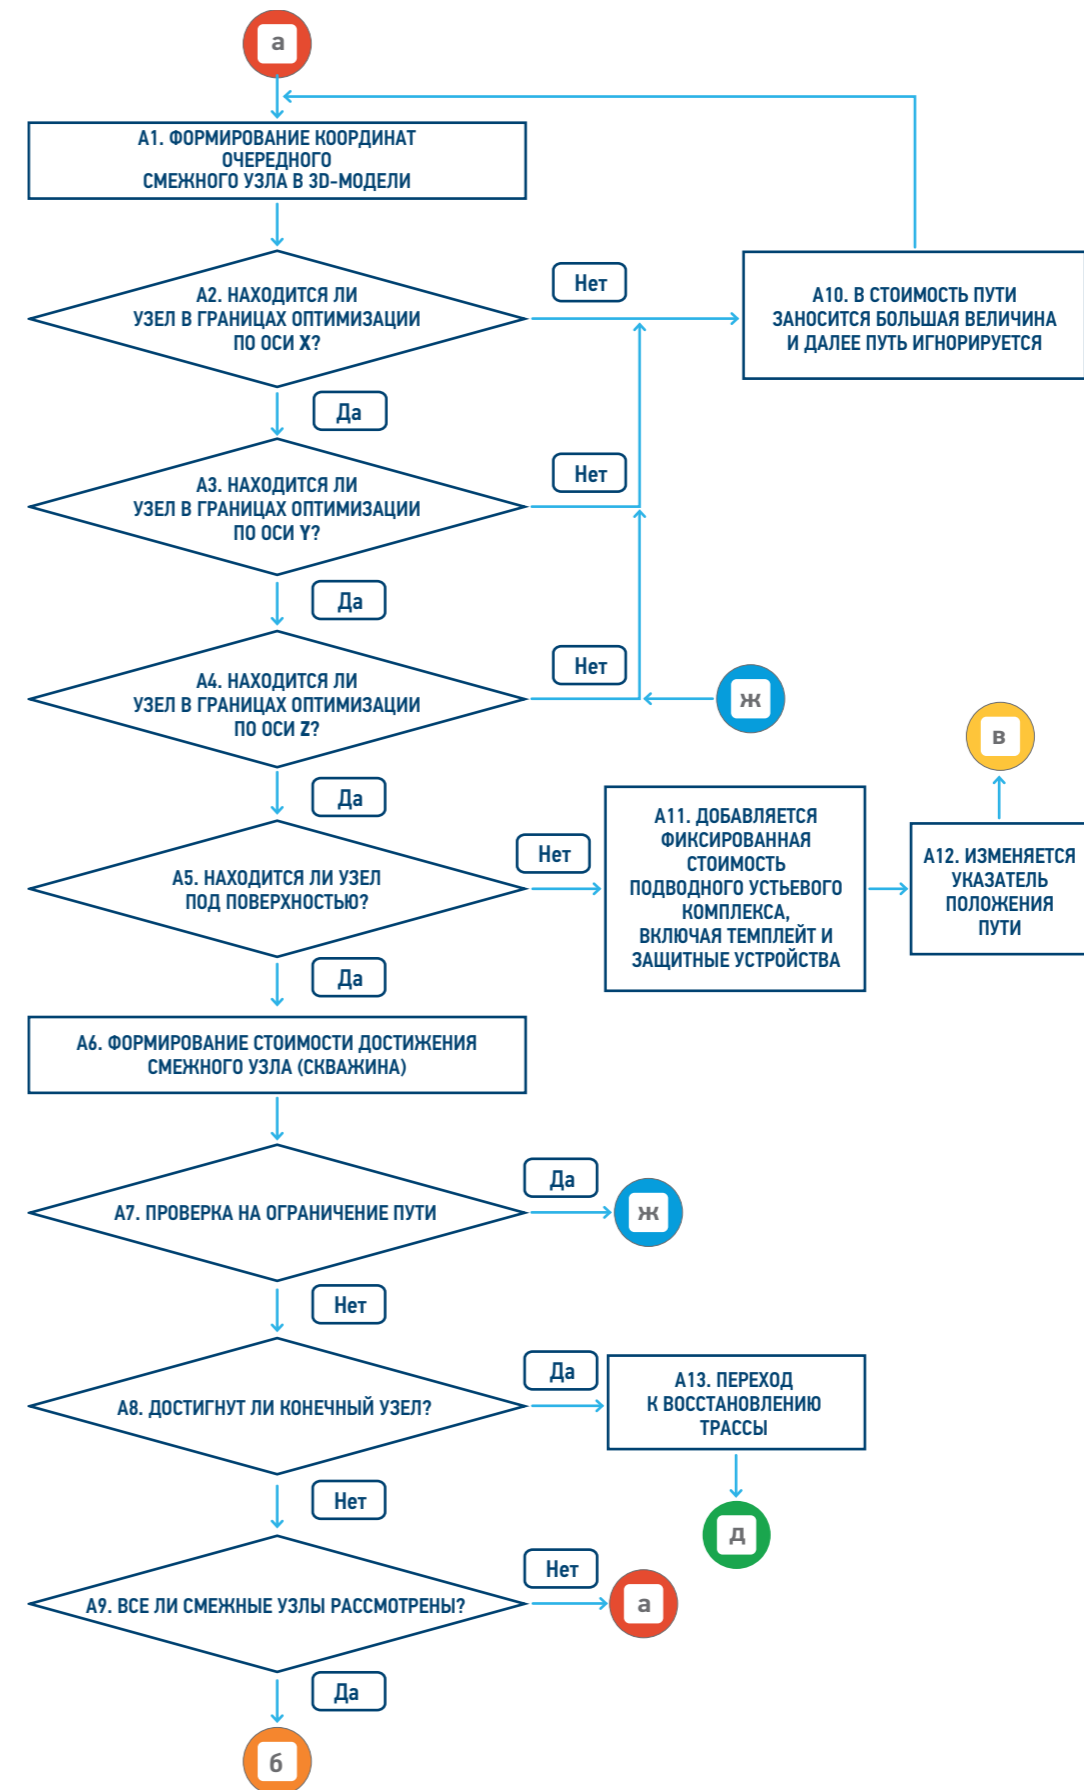 а
А1. ФОРМИРОВАНИЕ КООРДИНАТ
ОЧЕРЕДНОГО
СМЕЖНОГО УЗЛА В 3D-МОДЕЛИ
А2. НАХОДИТСЯ ЛИ
УЗЕЛ В ГРАНИЦАХ ОПТИМИЗАЦИИ
ПО ОСИ X?
Нет
А10. В СТОИМОСТЬ ПУТИ
ЗАНОСИТСЯ БОЛЬШАЯ ВЕЛИЧИНА
И ДАЛЕЕ ПУТЬ ИГНОРИРУЕТСЯ
Да
А3. НАХОДИТСЯ ЛИ
УЗЕЛ В ГРАНИЦАХ ОПТИМИЗАЦИИ
ПО ОСИ Y?
Нет
Да
А4. НАХОДИТСЯ ЛИ
УЗЕЛ В ГРАНИЦАХ ОПТИМИЗАЦИИ
ПО ОСИ Z?
Нет
ж
в
Да
А5. НАХОДИТСЯ ЛИ УЗЕЛ
ПОД ПОВЕРХНОСТЬЮ?
Нет
А11. ДОБАВЛЯЕТСЯ
ФИКСИРОВАННАЯ
СТОИМОСТЬ
ПОДВОДНОГО УСТЬЕВОГО
КОМПЛЕКСА,
ВКЛЮЧАЯ ТЕМПЛЕЙТ И
ЗАЩИТНЫЕ УСТРОЙСТВА
А12. ИЗМЕНЯЕТСЯ
УКАЗАТЕЛЬ
ПОЛОЖЕНИЯ
ПУТИ
Да
А6. ФОРМИРОВАНИЕ СТОИМОСТИ ДОСТИЖЕНИЯ
СМЕЖНОГО УЗЛА (СКВАЖИНА)
А7. ПРОВЕРКА НА ОГРАНИЧЕНИЕ ПУТИ
Да
ж
Нет
А8. ДОСТИГНУТ ЛИ КОНЕЧНЫЙ УЗЕЛ?
Да
А13. ПЕРЕХОД
К ВОССТАНОВЛЕНИЮ
ТРАССЫ
Нет
д
А9. ВСЕ ЛИ СМЕЖНЫЕ УЗЛЫ РАССМОТРЕНЫ?
Нет
а
Да
б